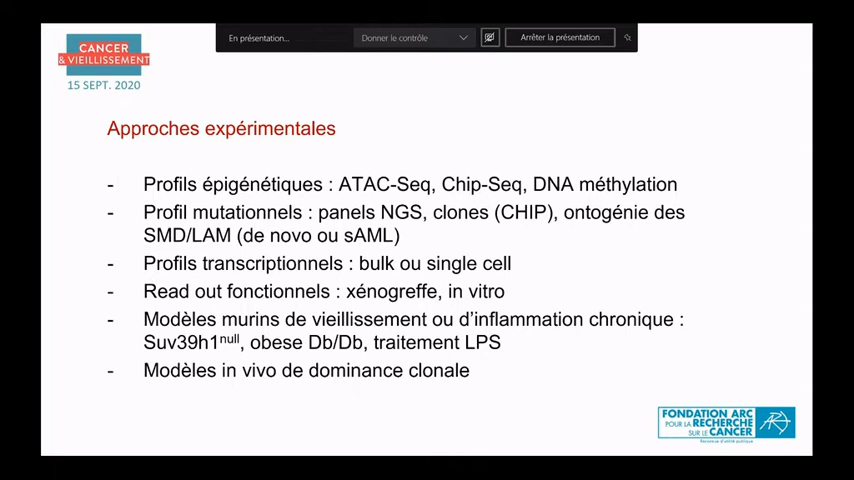 En présentation...
Donner le contrôle
Arrêter la présentation
CANCER
& VIEILLISSEMENT
15 SEPT. 2020
Approches expérimentales
- Profils épigénétiques : ATAC-Seq, Chip-Seq, DNA méthylation
- Profil mutationnels : panels NGS, clones (CHIP), ontogénie des
SMD/LAM (de novo ou sAML)
- Profils transcriptionnels : bulk ou single cell
- Read out fonctionnels : xénogreffe, in vitro
- Modèles murins de vieillissement ou d'inflammation chronique :
Suv39h1null, obese Db/Db, traitement LPS
- Modèles in vivo de dominance clonale
FONDATION ARC
POUR LA RECHERCHE
SUR LE CANCER
Reconnue d'utilité publique